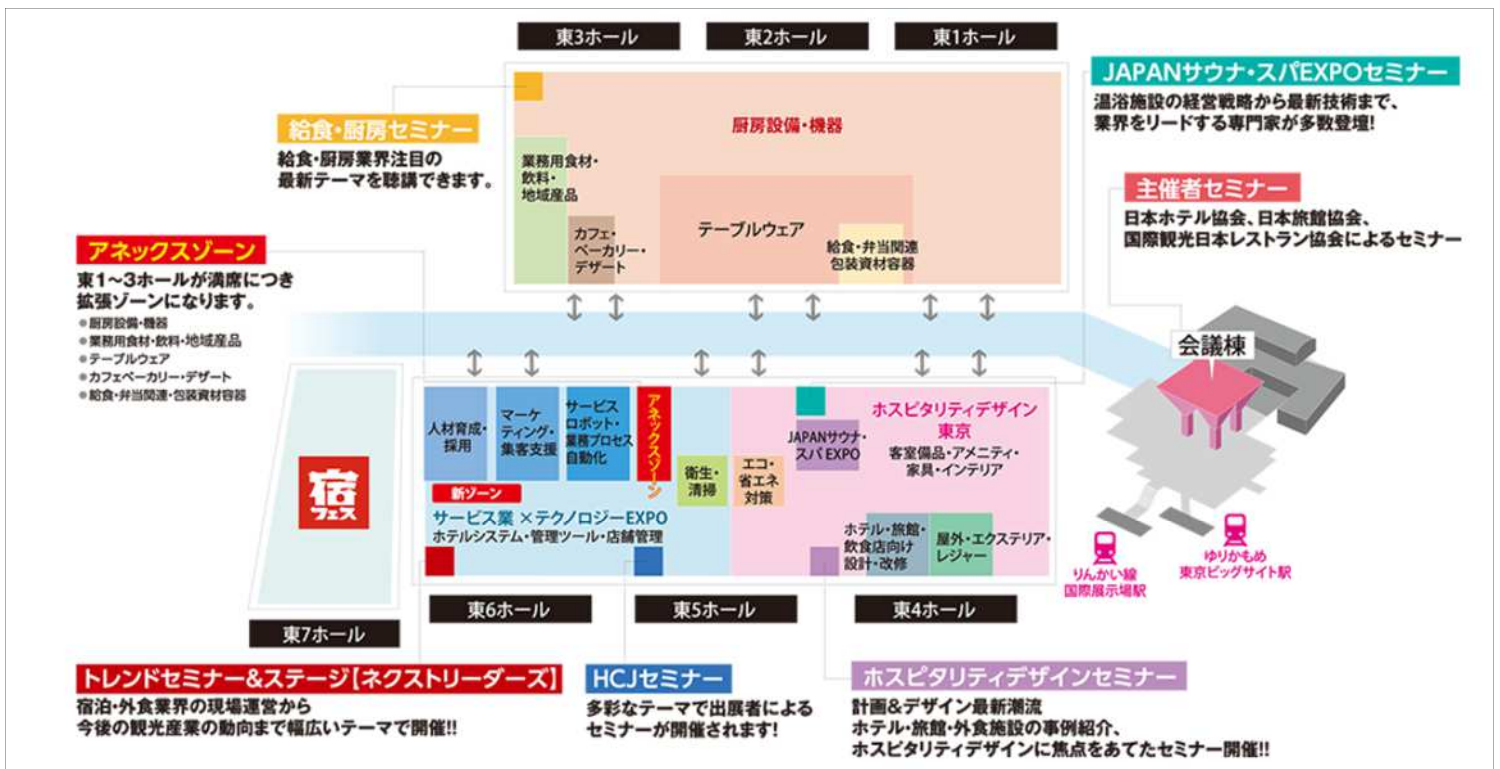 東3ホール
東2ホール
東1ホール
JAPANサウナ・スパEXPOセミナー
温浴施設の経営戦略から最新技術まで、
業界をリードする専門家が多数登壇!
給食・厨房セミナー
給食・厨房業界注目の
最新テーマを聴講できます。
厨房設備・機器
業務用食材・
飲料・
地域産品
カフェ・
ベーカリー・
デザート
テーブルウェア
給食・弁当関連
包装資材容器
主催者セミナー
日本ホテル協会、日本旅館協会、
国際観光日本レストラン協会によるセミナー
アネックスゾーン
東1〜3ホールが満席につき
拡張ゾーンになります。
●厨房設備・機器
●業務用食材・飲料・地域産品
●テーブルウェア
●カフェベーカリー・デザート
●給食・弁当関連・包装資材容器
会議棟
宿
フェス
人材育成・
採用
マーケ
ティング・
集客支援
サービス
ロボット・
業務プロセス
自動化
アネックスゾーン
衛生・
清掃
エコ・
省エネ
対策
JAPANサウナ・
スパ EXPO
ホスピタリティデザイン
東京
客室備品・アメニティ・
家具・インテリア
新ゾーン
サービス業 ×テクノロジーEXPO
ホテルシステム・管理ツール・店舗管理
ホテル・旅館・
飲食店向け
設計・改修
屋外・エクステリア・
レジャー
りんかい線
国際展示場駅
ゆりかもめ
東京ビッグサイト駅
東7ホール
東6ホール
東5ホール
東4ホール
トレンドセミナー&ステージ【ネクストリーダーズ】
宿泊・外食業界の現場運営から
今後の観光産業の動向まで幅広いテーマで開催!!
HCJセミナー
多彩なテーマで出展者による
セミナーが開催されます!
ホスピタリティデザインセミナー
計画&デザイン最新潮流
ホテル・旅館・外食施設の事例紹介、
ホスピタリティデザインに焦点をあてたセミナー開催!!